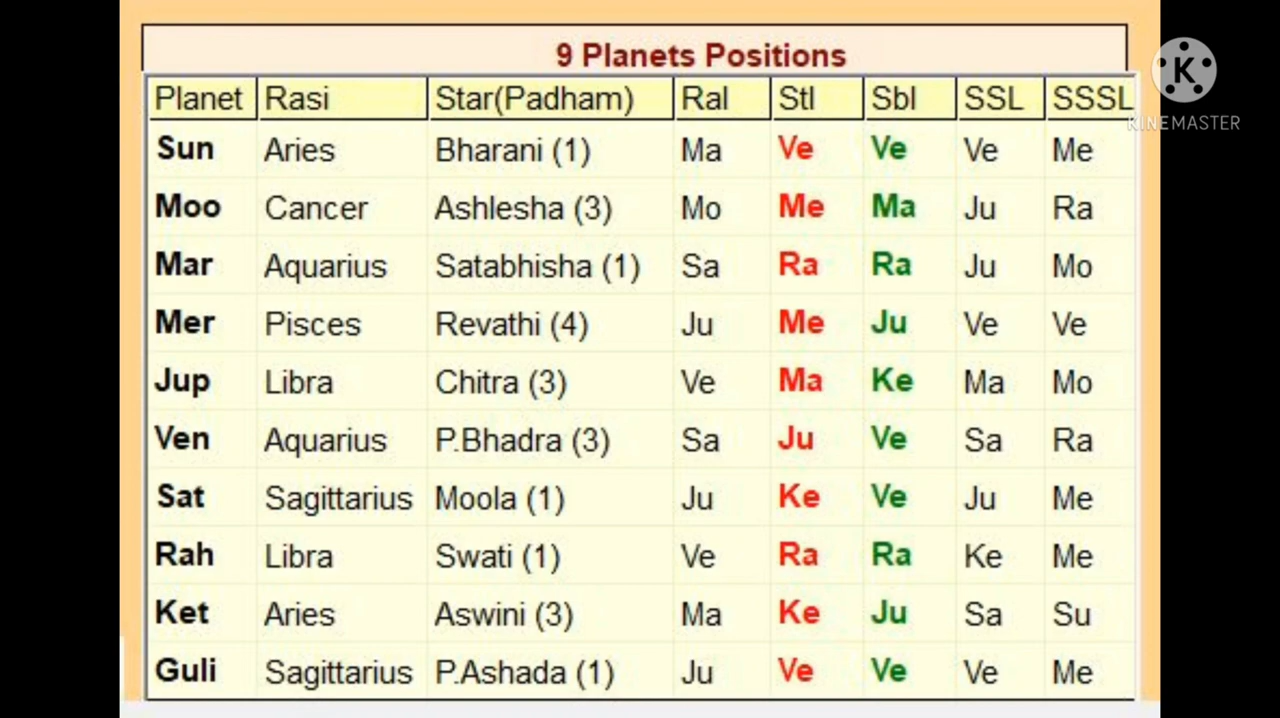 9 Planets Positions
Planet Rasi Star(Padham) Ral Stl Sbl SSL SSSL
Sun Aries Bharani (1) Ma Ve Ve Ve Me
Moo Cancer Ashlesha (3) Mo Me Ma Ju Ra
Mar Aquarius Satabhisha (1) Sa Ra Ra Ju Mo
Mer Pisces Revathi (4) Ju Me Ju Ve Ve
Jup Libra Chitra (3) Ve Ma Ke Ma Mo
Ven Aquarius P.Bhadra (3) Sa Ju Ve Sa Ra
Sat Sagittarius Moola (1) Ju Ke Ve Ju Me
Rah Libra Swati (1) Ve Ra Ra Ke Me
Ket Aries Aswini (3) Ma Ke Ju Sa Su
Guli Sagittarius P.Ashada (1) Ju Ve Ve Ve Me
K
KINEMASTER